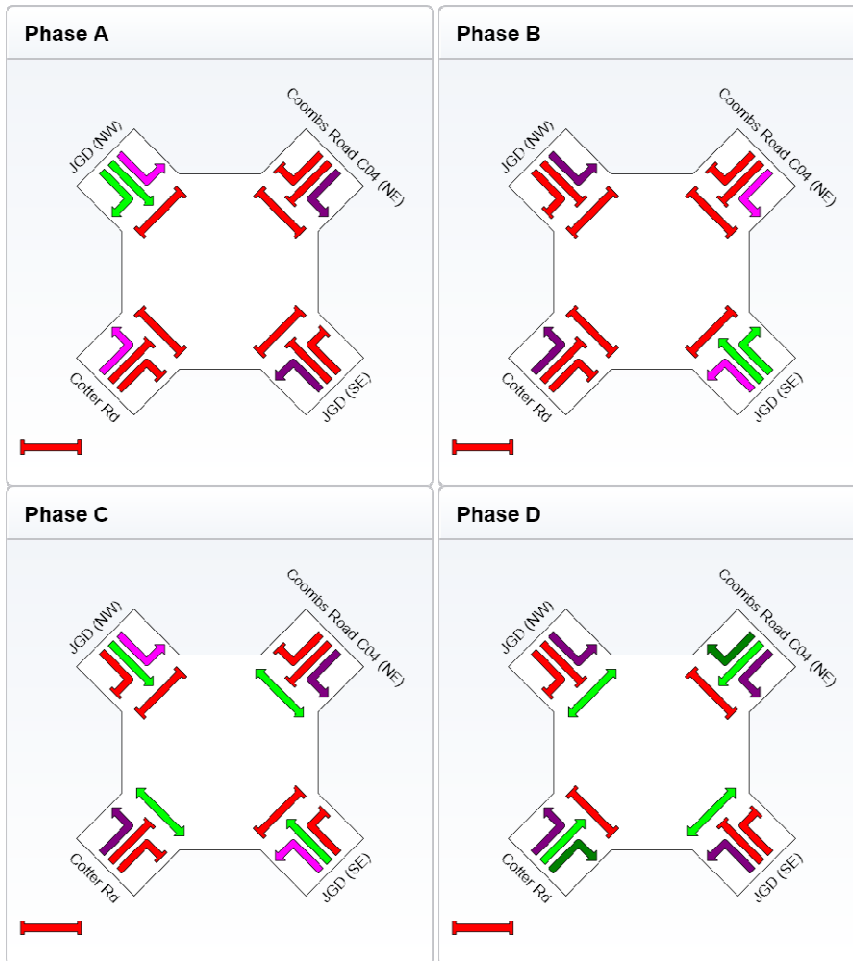 Phase A
JGD (NW)
Coombs Road C04 (NE)
Cotter Rd
JGD (SE)
Phase B
JGD (NW)
Coombs Road C04 (NE)
Cotter Rd
JGD (SE)
Phase C
JGD (NW)
Coombs Road C04 (NE)
Cotter Rd
JGD (SE)
Phase D
JGD (NW)
Coombs Road C04 (NE)
Cotter Rd
JGD (SE)